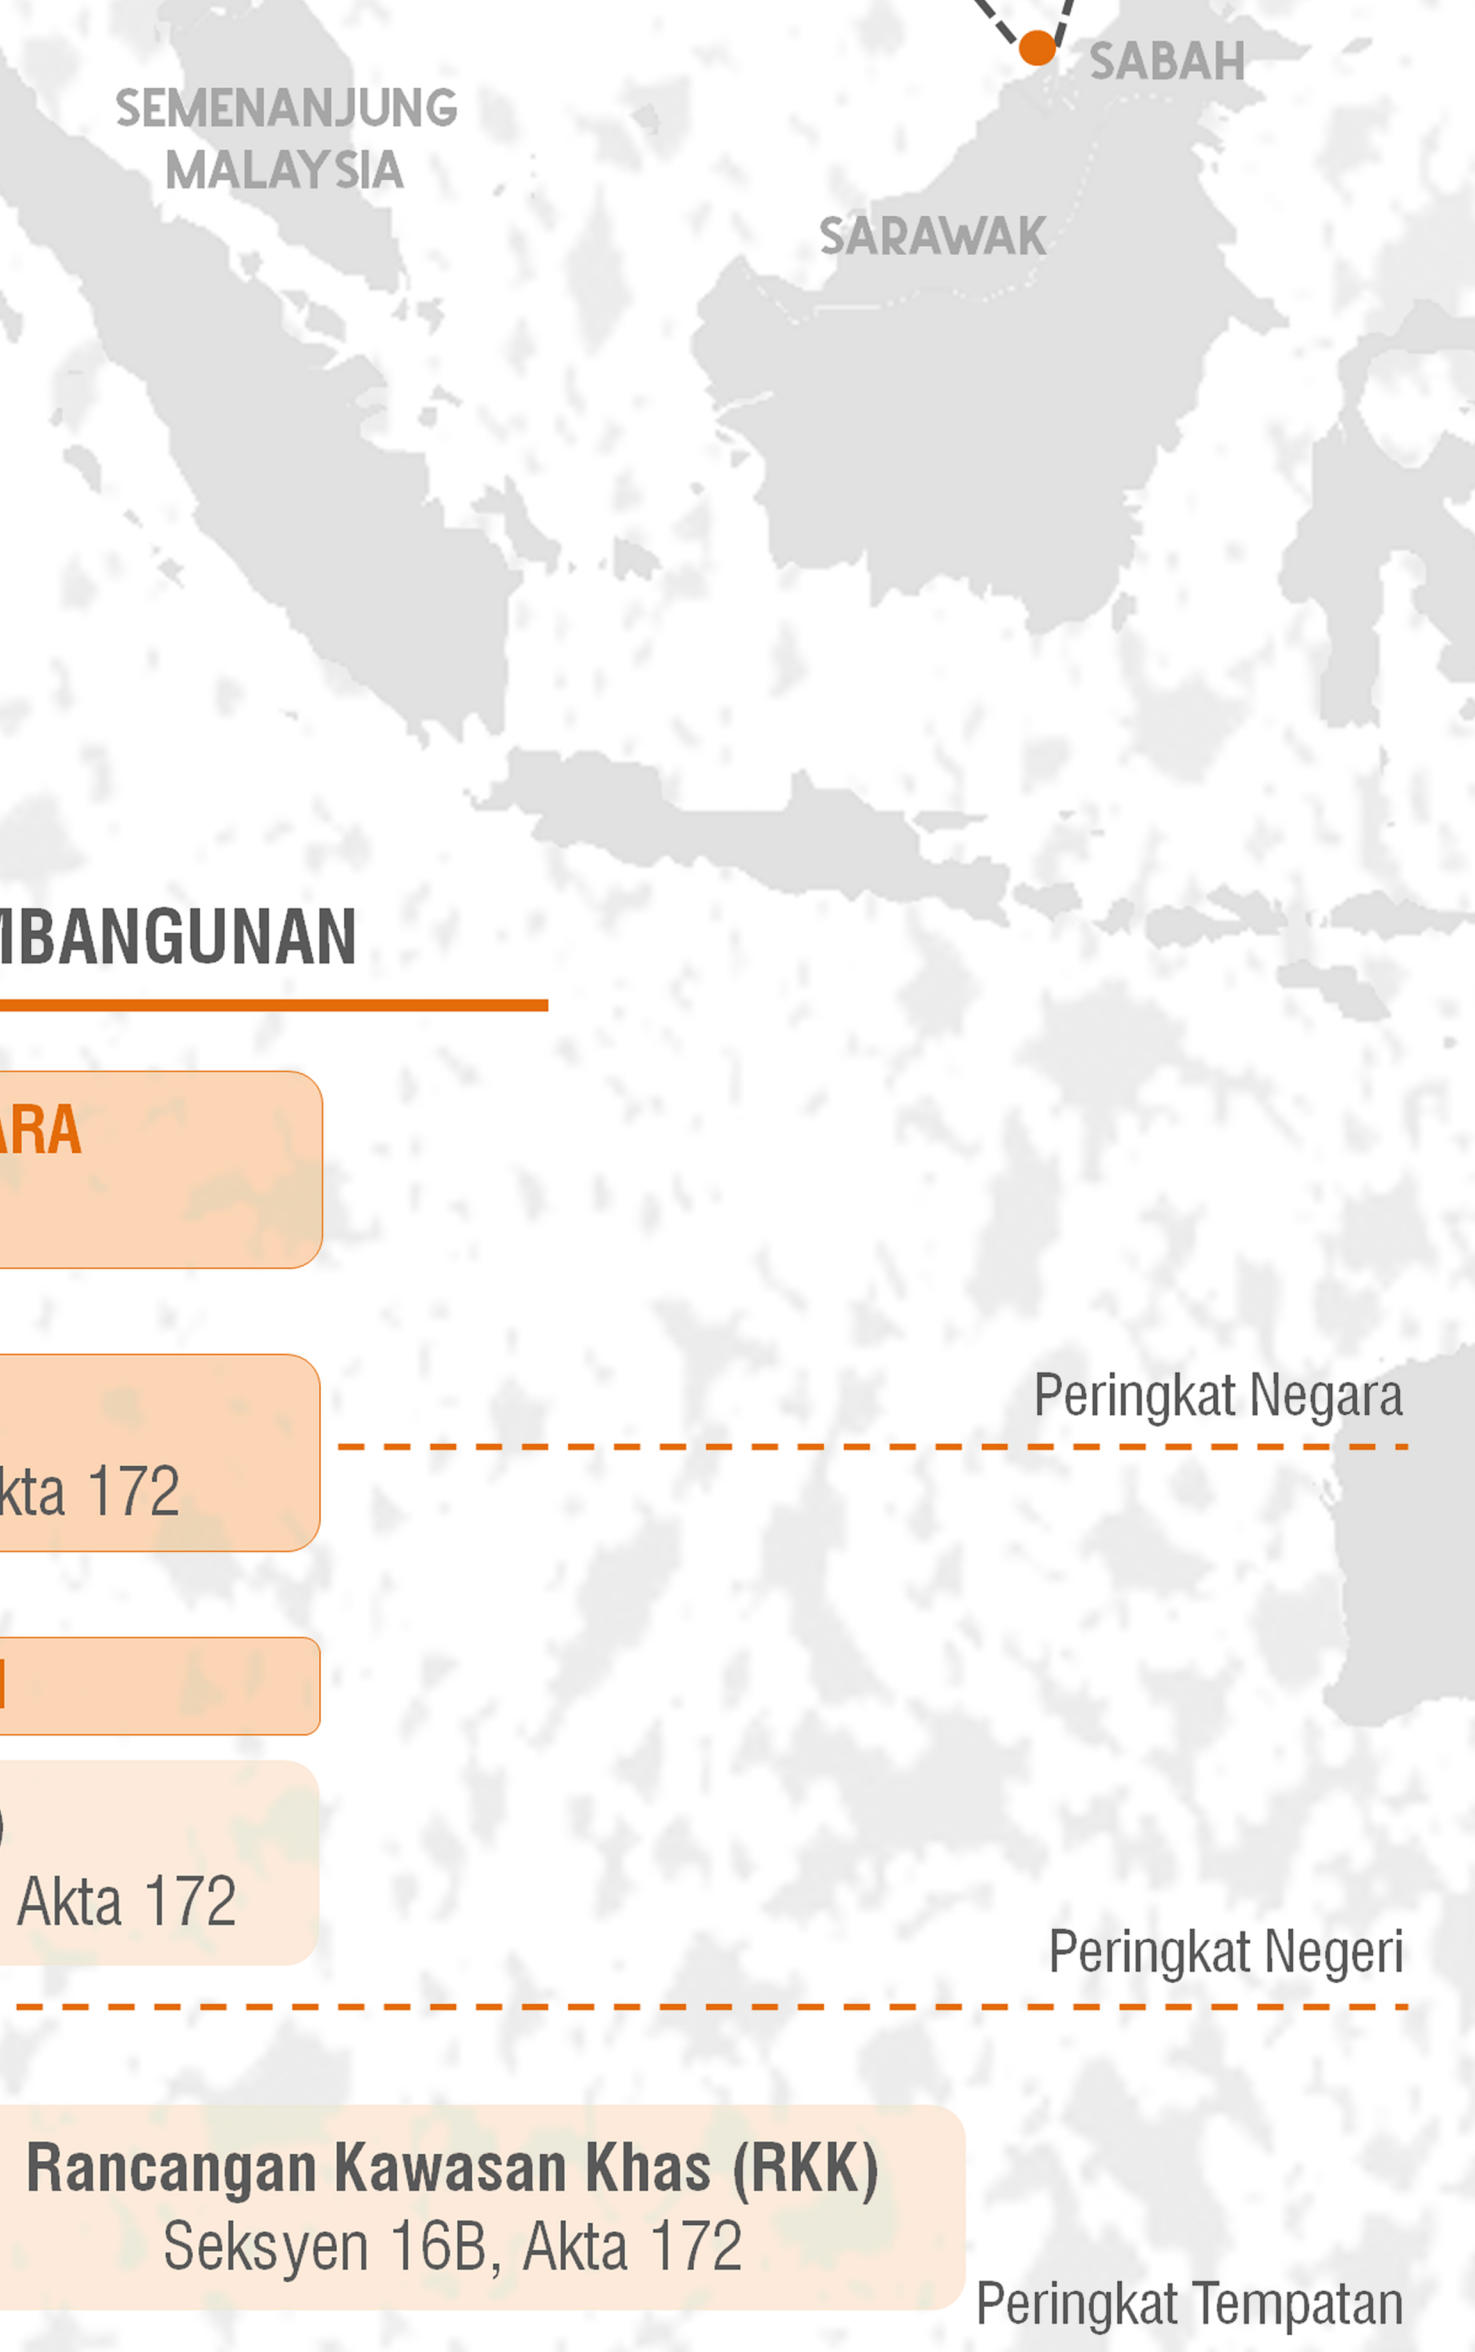 SABAH
SEMENANJUNG
MALAYSIA
SARAWAK
MBANGUNAN
ARA
Peringkat Negara
kta 172
)
Akta 172
Peringkat Negeri
Rancangan Kawasan Khas (RKK)
Seksyen 16B, Akta 172
Peringkat Tempatan